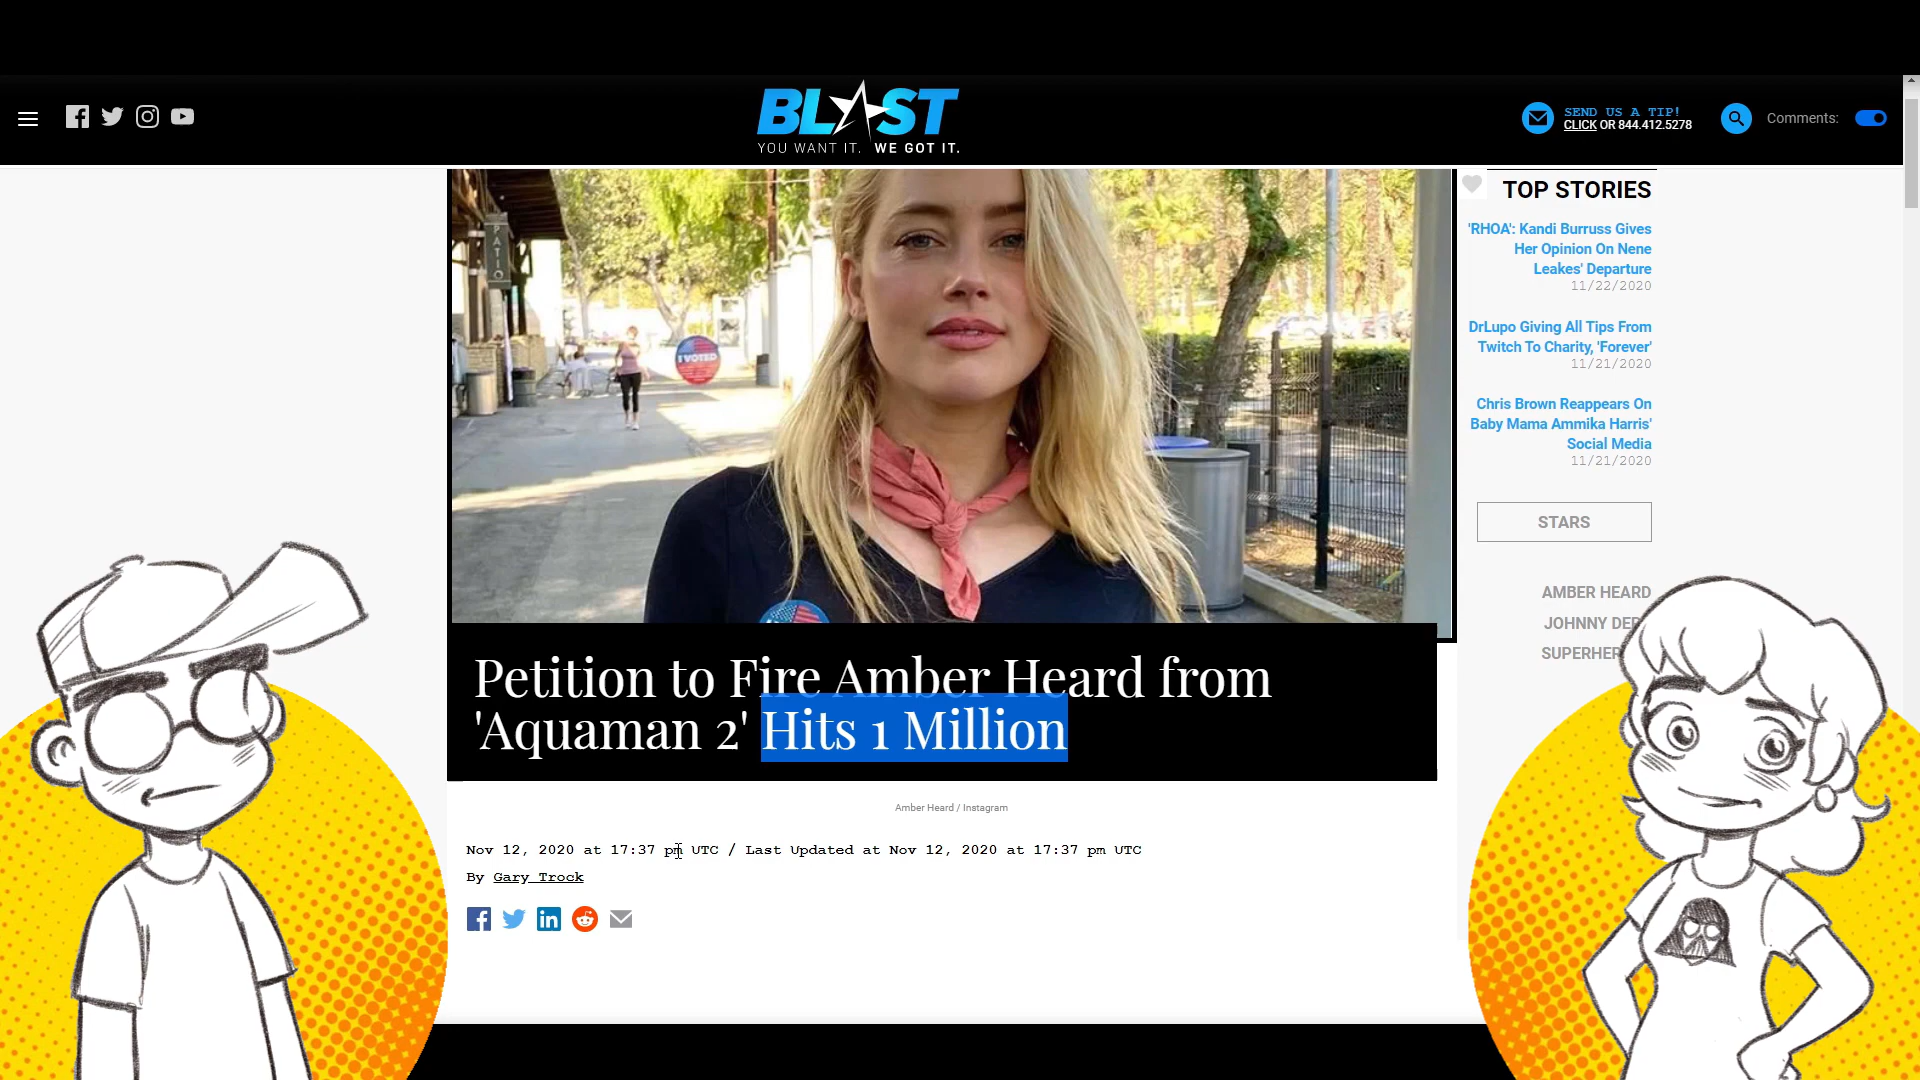 BLAST
YOU WANT IT. WE GOT IT.
SEND US A TIP!
CLICK OR 844.412.5278
Comments:
PATIO
I VOTED
TOP STORIES
'RHOA': Kandi Burruss Gives
Her Opinion On Nene
Leakes' Departure
11/22/2020
DrLupo Giving All Tips From
Twitch To Charity, 'Forever'
11/21/2020
Chris Brown Reappears On
Baby Mama Ammika Harris'
Social Media
11/21/2020
STARS
AMBER HEARD
JOHNNY DEP
SUPERHER
Petition to Fire Amber Heard from
'Aquaman 2' Hits 1 Million
Amber Heard / Instagram
Nov 12, 2020 at 17:37 pm UTC / Last Updated at Nov 12, 2020 at 17:37 pm UTC
By Gary Trock